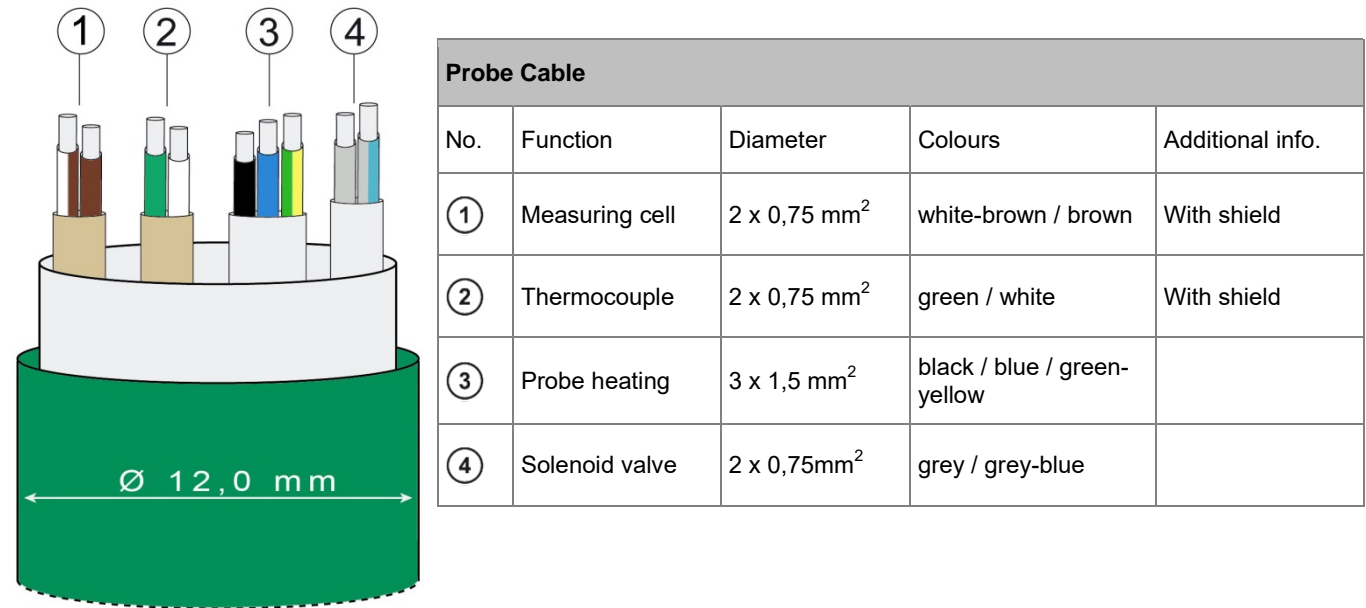 1 2 3 4
Ø 12,0 mm
Probe Cable
No. Function Diameter Colours Additional info.
1 Measuring cell 2 x 0,75 mm² white-brown / brown With shield
2 Thermocouple 2 x 0,75 mm² green / white With shield
3 Probe heating 3 x 1,5 mm² black / blue / green-
yellow
4 Solenoid valve 2 x 0,75mm² grey / grey-blue